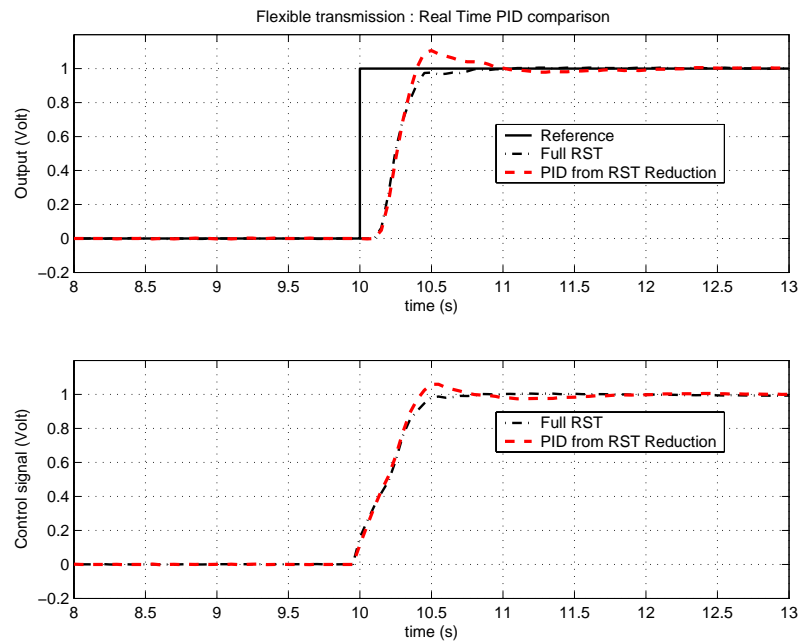 Flexible transmission : Real Time PID comparison
1.2
1
0.8
0.6
0.4
0.2
0
−0.2
Output (Volt)
Reference
Full RST
PID from RST Reduction
8 8.5 9 9.5 10 10.5 11 11.5 12 12.5 13
time (s)
1.2
1
0.8
0.6
0.4
0.2
0
−0.2
Control signal (Volt)
Full RST
PID from RST Reduction
8 8.5 9 9.5 10 10.5 11 11.5 12 12.5 13
time (s)